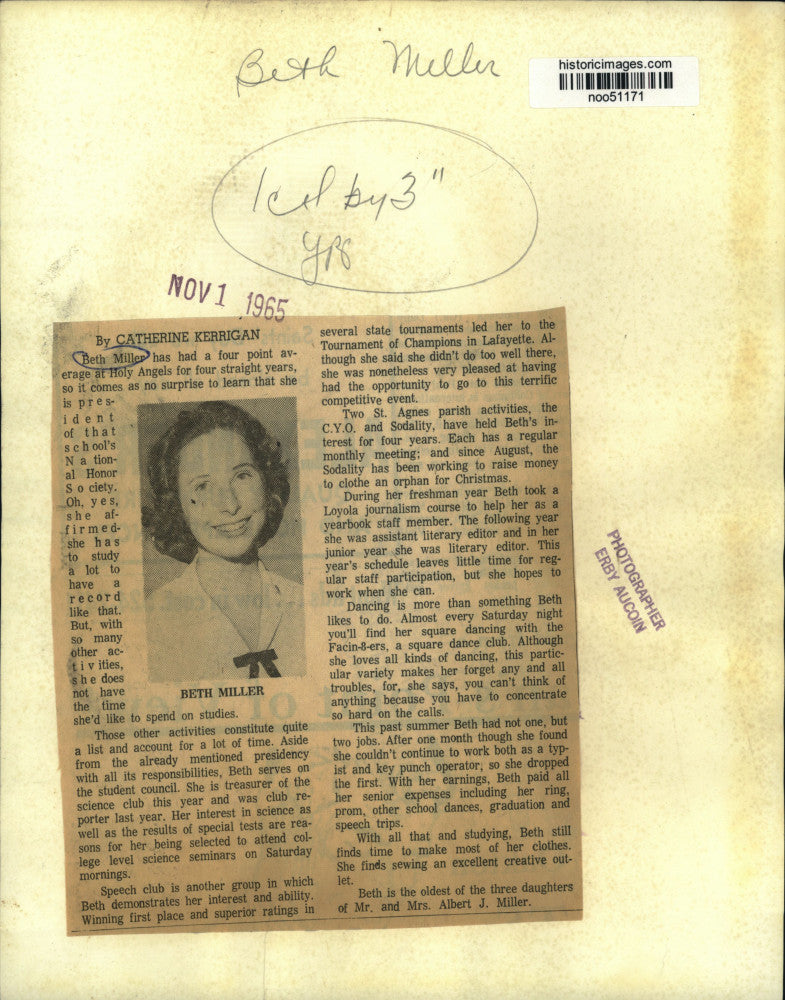 Beth Miller
historicimages.com
noo51171
1 col by 3"
NOV 1 1965
By CATHERINE KERRIGAN
Beth Miller has had a four point av-
erage at Holy Angels for four straight years,
so it comes as no surprise to learn that she
is pres-
ident
of that
school's
Nation-
al Honor
Society.
Oh, yes,
she af-
firmed-
she has
to study
a lot to
have a
record
like that.
But, with
so many
other ac-
tivities,
she does
not have
the time
she'd like to spend on studies.
BETH MILLER
Those other activities constitute quite
a list and account for a lot of time. Aside
from the already mentioned presidency
with all its responsibilities, Beth serves on
the student council. She is treasurer of the
science club this year and was club re-
porter last year. Her interest in science as
well as the results of special tests are rea-
sons for her being selected to attend col-
lege level science seminars on Saturday
mornings.
Speech club is another group in which
Beth demonstrates her interest and ability.
Winning first place and superior ratings in
several state tournaments led her to the
Tournament of Champions in Lafayette. Al-
though she said she didn't do too well there,
she was nonetheless very pleased at having
had the opportunity to go to this terrific
competitive event.
Two St. Agnes parish activities, the
C.Y.O. and Sodality, have held Beth's in-
terest for four years. Each has a regular
monthly meeting; and since August, the
Sodality has been working to raise money
to clothe an orphan for Christmas.
During her freshman year Beth took a
Loyola journalism course to help her as a
yearbook staff member. The following year
she was assistant literary editor and in her
junior year she was literary editor. This
year's schedule leaves little time for reg-
ular staff participation, but she hopes to
work when she can.
Dancing is more than something Beth
likes to do. Almost every Saturday night
you'll find her square dancing with the
Facin-8-ers, a square dance club. Although
she loves all kinds of dancing, this partic-
ular variety makes her forget any and all
troubles, for, she says, you can't think of
anything because you have to concentrate
so hard on the calls.
This past summer Beth had not one, but
two jobs. After one month though she found
she couldn't continue to work both as a typ-
ist and key punch operator, so she dropped
the first. With her earnings, Beth paid all
her senior expenses including her ring,
prom, other school dances, graduation and
speech trips.
With all that and studying, Beth still
finds time to make most of her clothes.
She finds sewing an excellent creative out-
let.
Beth is the oldest of the three daughters
of Mr. and Mrs. Albert J. Miller.
PHOTOGRAPHER
ERBY AUCOIN